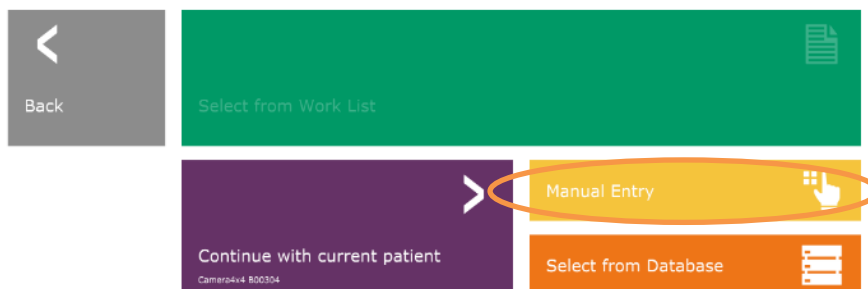 Back
Select from Work List
Manual Entry
Continue with current patient
Camera4x4 B00304
Select from Database